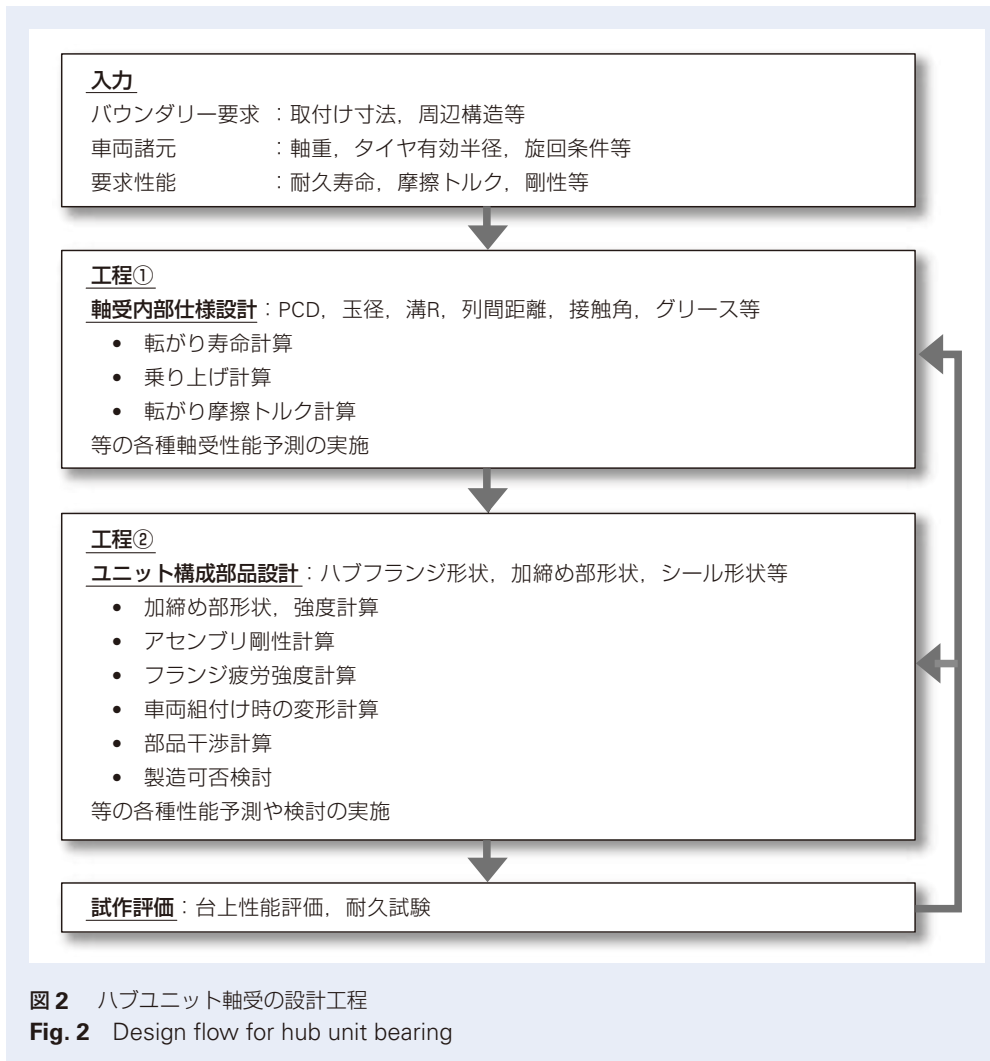 入力
バウンダリー要求 ：取付け寸法，周辺構造等
車両諸元 ：軸重，タイヤ有効半径，旋回条件等
要求性能 ：耐久寿命，摩擦トルク，剛性等
工程①
軸受内部仕様設計：PCD，玉径，溝R，列間距離，接触角，グリース等
• 転がり寿命計算
• 乗り上げ計算
• 転がり摩擦トルク計算
等の各種軸受性能予測の実施
工程②
ユニット構成部品設計：ハブフランジ形状，加締め部形状，シール形状等
• 加締め部形状，強度計算
• アセンブリ剛性計算
• フランジ疲労強度計算
• 車両組付け時の変形計算
• 部品干渉計算
• 製造可否検討
等の各種性能予測や検討の実施
試作評価：台上性能評価，耐久試験
図 2 ハブユニット軸受の設計工程
Fig. 2 Design flow for hub unit bearing